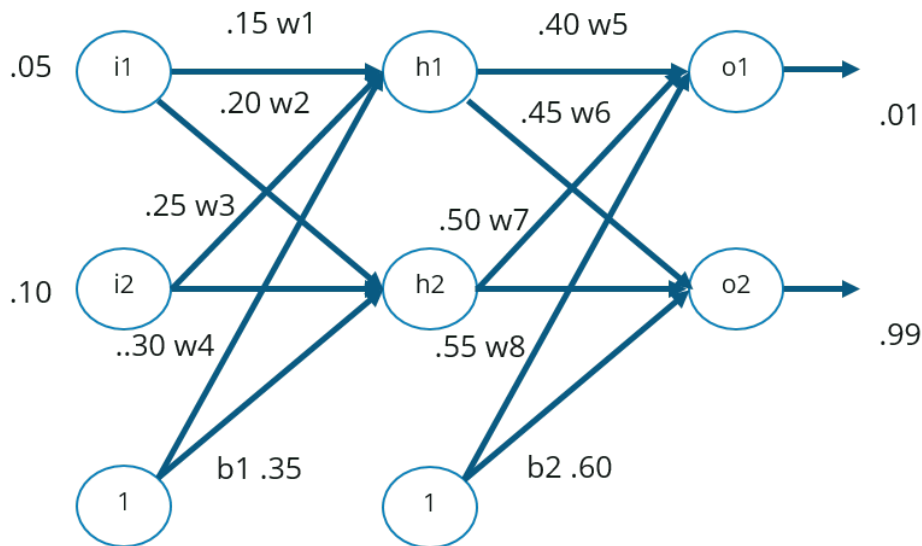 .15 w1
.40 w5
.05
i1
h1
o1
.20 w2
.45 w6
.01
.25 w3
.50 w7
.10
i2
h2
o2
..30 w4
.55 w8
.99
b1 .35
b2 .60
1
1